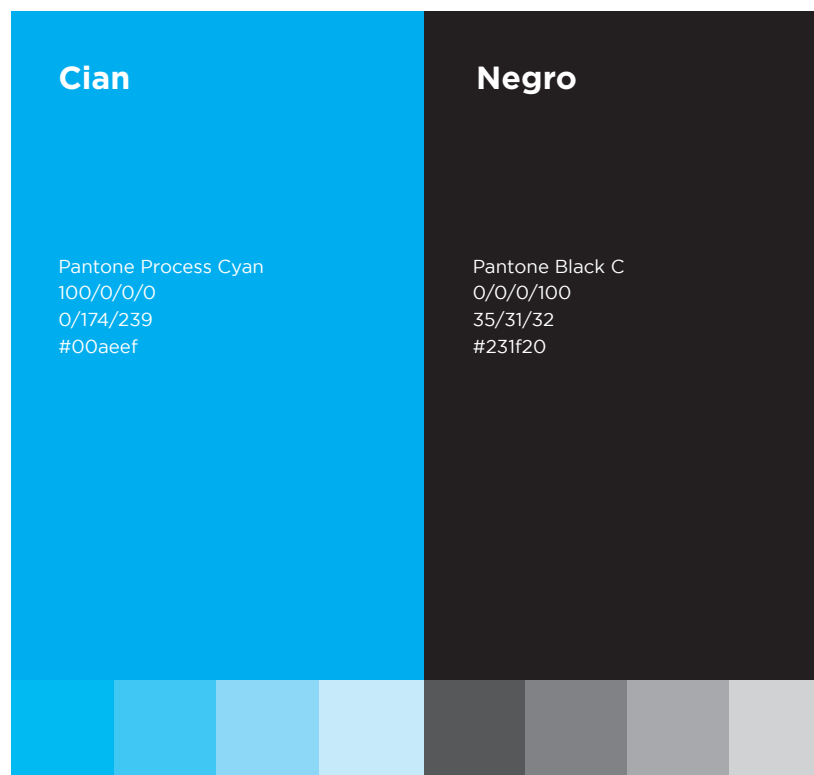 Cian
Pantone Process Cyan
100/0/0/0
0/174/239
#00aeef
Negro
Pantone Black C
0/0/0/100
35/31/32
#231f20